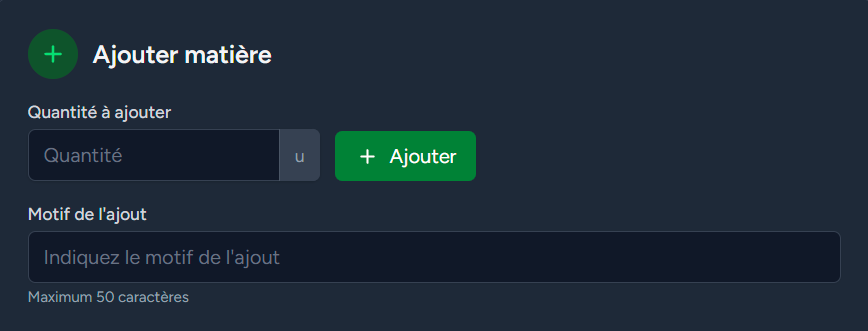 Ajouter matière
Quantité à ajouter
Quantité u + Ajouter
Motif de l'ajout
Indiquez le motif de l'ajout
Maximum 50 caractères